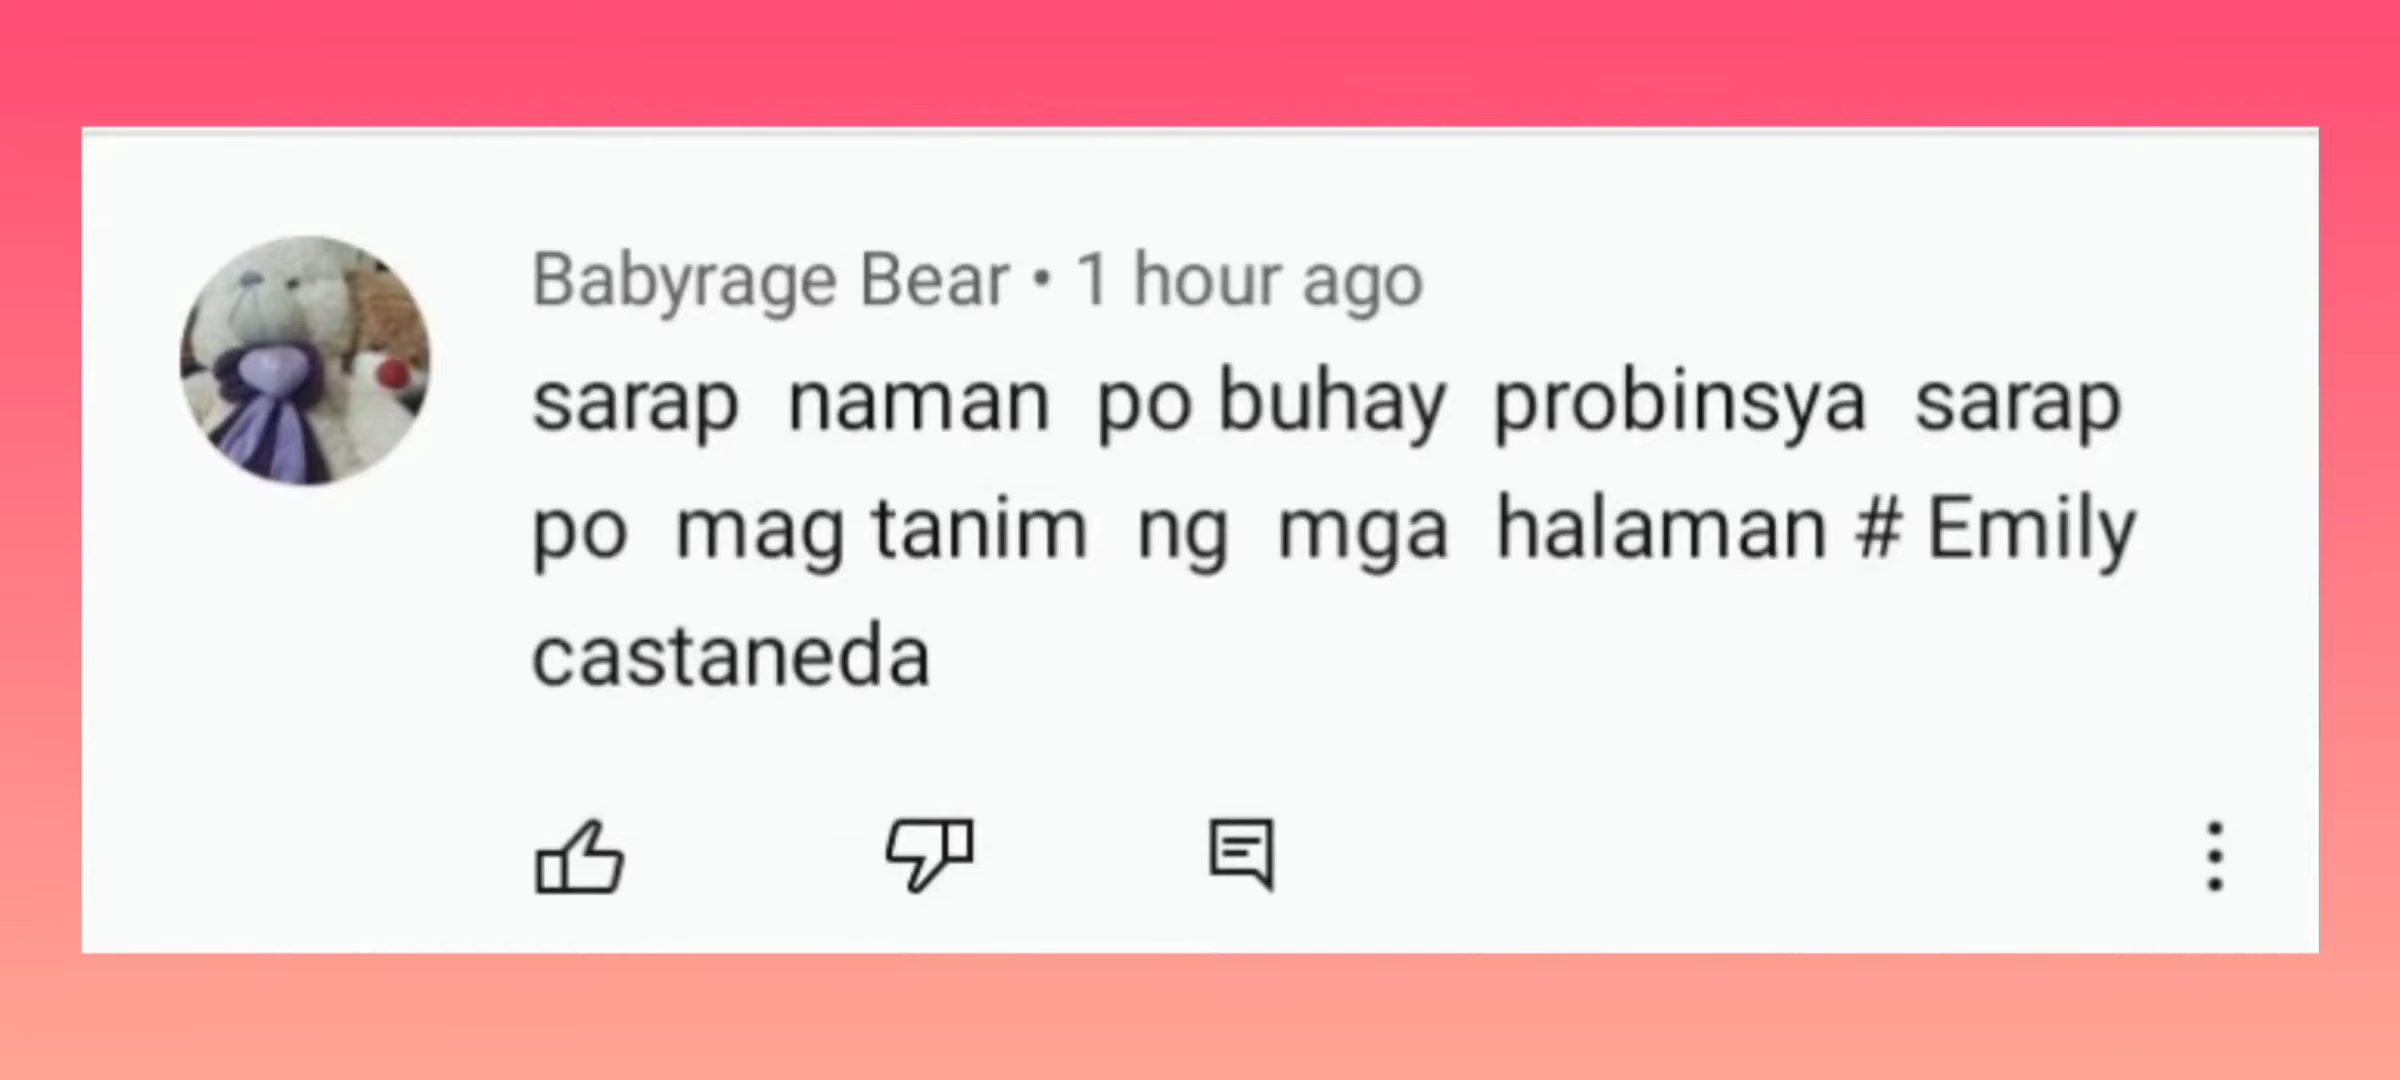 Babyrage Bear • 1 hour ago
sarap naman po buhay probinsya sarap
po mag tanim ng mga halaman # Emily
castaneda